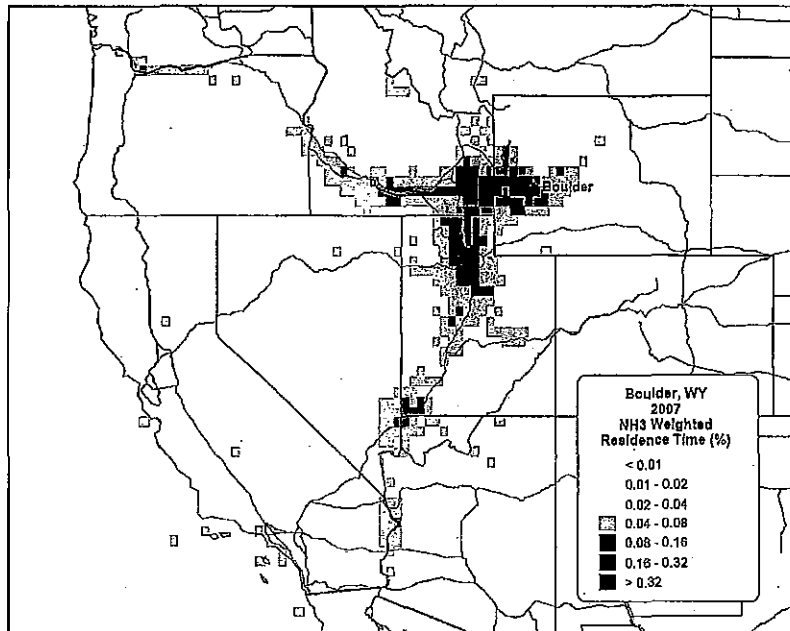 Boulder
Boulder, WY
2007
NH3 Weighted
Residence Time (%)
< 0.01
0.01 - 0.02
0.02 - 0.04
0.04 - 0.08
0.08 - 0.16
0.16 - 0.32
> 0.32